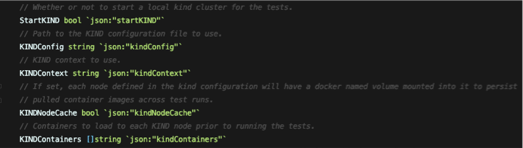 // Whether or not to start a local kind cluster for the tests.
StartKIND bool `json:"startKIND"`
// Path to the KIND configuration file to use.
KINDConfig string `json:"kindConfig"`
// KIND context to use.
KINDContext string `json:"kindContext"`
// If set, each node defined in the kind configuration will have a docker named volume mounted into it to persist
// pulled container images across test runs.
KINDNodeCache bool `json:"kindNodeCache"`
// Containers to load to each KIND node prior to running the tests.
KINDContainers []string `json:"kindContainers"`